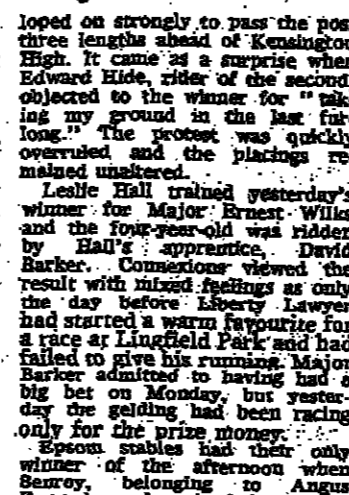 loped on strongly to pass the post
three lengths ahead of Kensington
High. It came as a surprise when
Edward Hide, rider of the second
objected to the winner for "tak
ing my ground in the last fur
long." The protest was quickly
overruled and the placings re
mained unaltered.
Leslie Hall trained yesterday's
winner for Major Ernest Wilks
and the four-year-old was ridden
by Hall's apprentice, David
Barker. Connexions viewed the
result with mixed feelings as only
the day before Liberty Lawyer
had started a warm favourite for
a race at Lingfield Park and had
failed to give his running. Major
Barker admitted to having had a
big bet on Monday, but yester-
day the gelding had been racing
only for the prize money.
Epsom stables had their only
winner of the afternoon when
Benroy, belonging to Angus